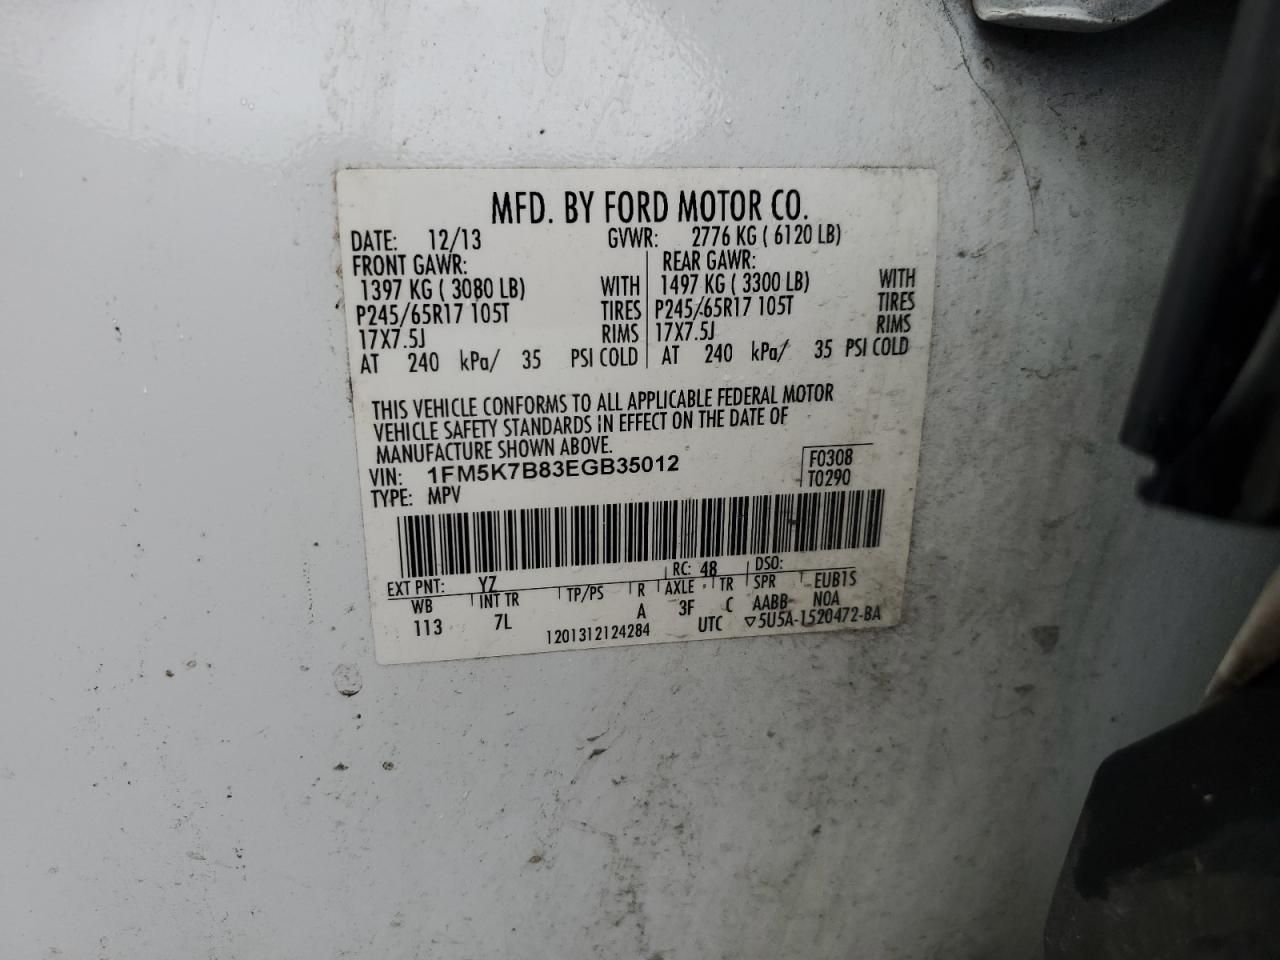 MFD. BY FORD MOTOR CO.
DATE: 12/13 GVWR: 2776 KG ( 6120 LB)
FRONT GAWR: REAR GAWR:
1397 KG ( 3080 LB) WITH 1497 KG ( 3300 LB) WITH
P245/65R17 105T TIRES P245/65R17 105T TIRES
17X7.5J RIMS 17X7.5J RIMS
AT 240 kPa/ 35 PSI COLD AT 240 kPa/ 35 PSI COLD
THIS VEHICLE CONFORMS TO ALL APPLICABLE FEDERAL MOTOR
VEHICLE SAFETY STANDARDS IN EFFECT ON THE DATE OF
MANUFACTURE SHOWN ABOVE.
VIN: 1FM5K7B83EGB35012 F0308
TYPE: MPV T0290
EXT PNT: YZ RC: 48 DSO:
WB INT TR TP/PS R AXLE TR SPR EUB1S
113 7L A 3F C AABB N0A
1201312124284 UTC ▽5U5A-1520472-BA